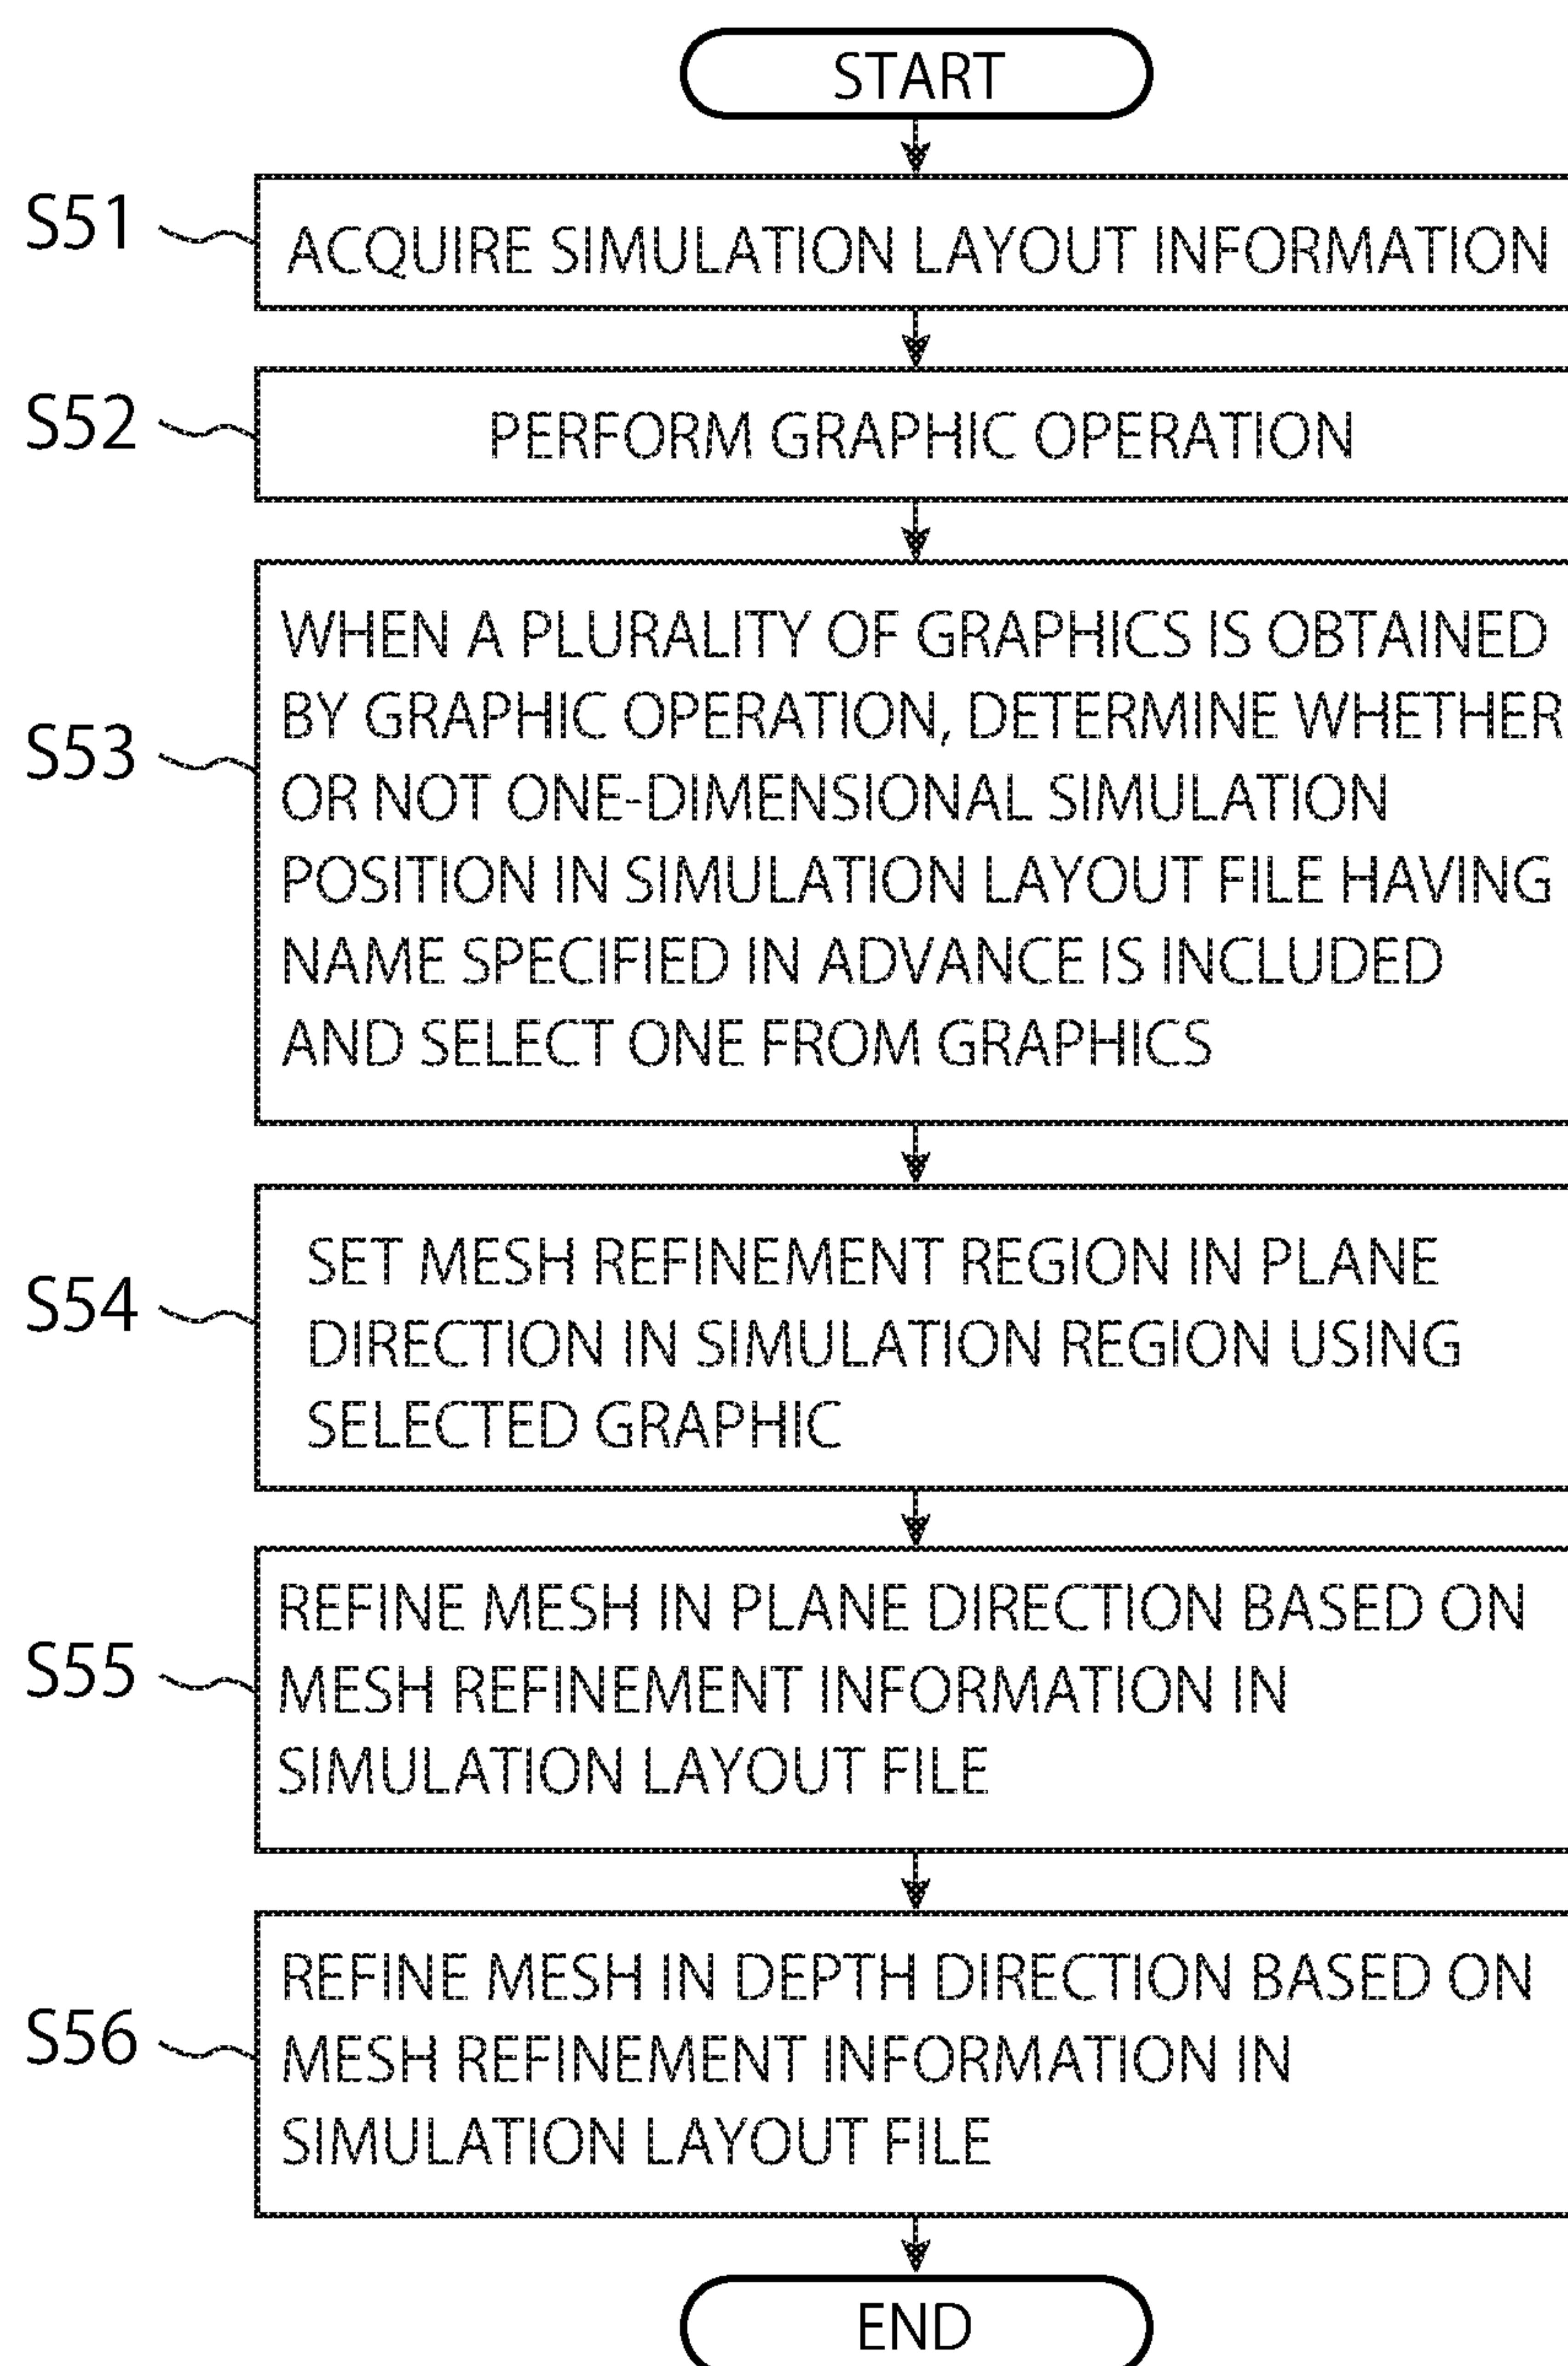 START
S51
ACQUIRE SIMULATION LAYOUT INFORMATION
S52
PERFORM GRAPHIC OPERATION
S53
WHEN A PLURALITY OF GRAPHICS IS OBTAINED
BY GRAPHIC OPERATION, DETERMINE WHETHER
OR NOT ONE-DIMENSIONAL SIMULATION
POSITION IN SIMULATION LAYOUT FILE HAVING
NAME SPECIFIED IN ADVANCE IS INCLUDED
AND SELECT ONE FROM GRAPHICS
S54
SET MESH REFINEMENT REGION IN PLANE
DIRECTION IN SIMULATION REGION USING
SELECTED GRAPHIC
S55
REFINE MESH IN PLANE DIRECTION BASED ON
MESH REFINEMENT INFORMATION IN
SIMULATION LAYOUT FILE
S56
REFINE MESH IN DEPTH DIRECTION BASED ON
MESH REFINEMENT INFORMATION IN
SIMULATION LAYOUT FILE
END